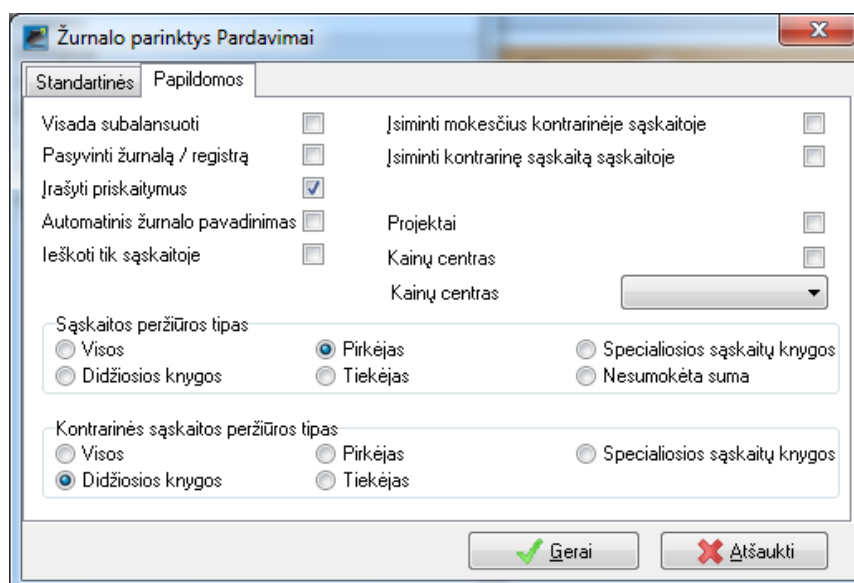 Žurnalo parinktys Pardavimai
Standartinės Papildomos
Visada subalansuoti Įsiminti mokesčius kontrarinėje sąskaitoje
Pasyvinti žurnalą / registrą Įsiminti kontrarinę sąskaitą sąskaitoje
Įrašyti priskaitymus
Automatinis žurnalo pavadinimas Projektai
Ieškoti tik sąskaitoje Kainų centras
Kainų centras
Sąskaitos peržiūros tipas
Visos Pirkėjas Specialiosios sąskaitų knygos
Didžiosios knygos Tiekėjas Nesumokėta suma
Kontrarinės sąskaitos peržiūros tipas
Visos Pirkėjas Specialiosios sąskaitų knygos
Didžiosios knygos Tiekėjas
Gerai Atšaukti